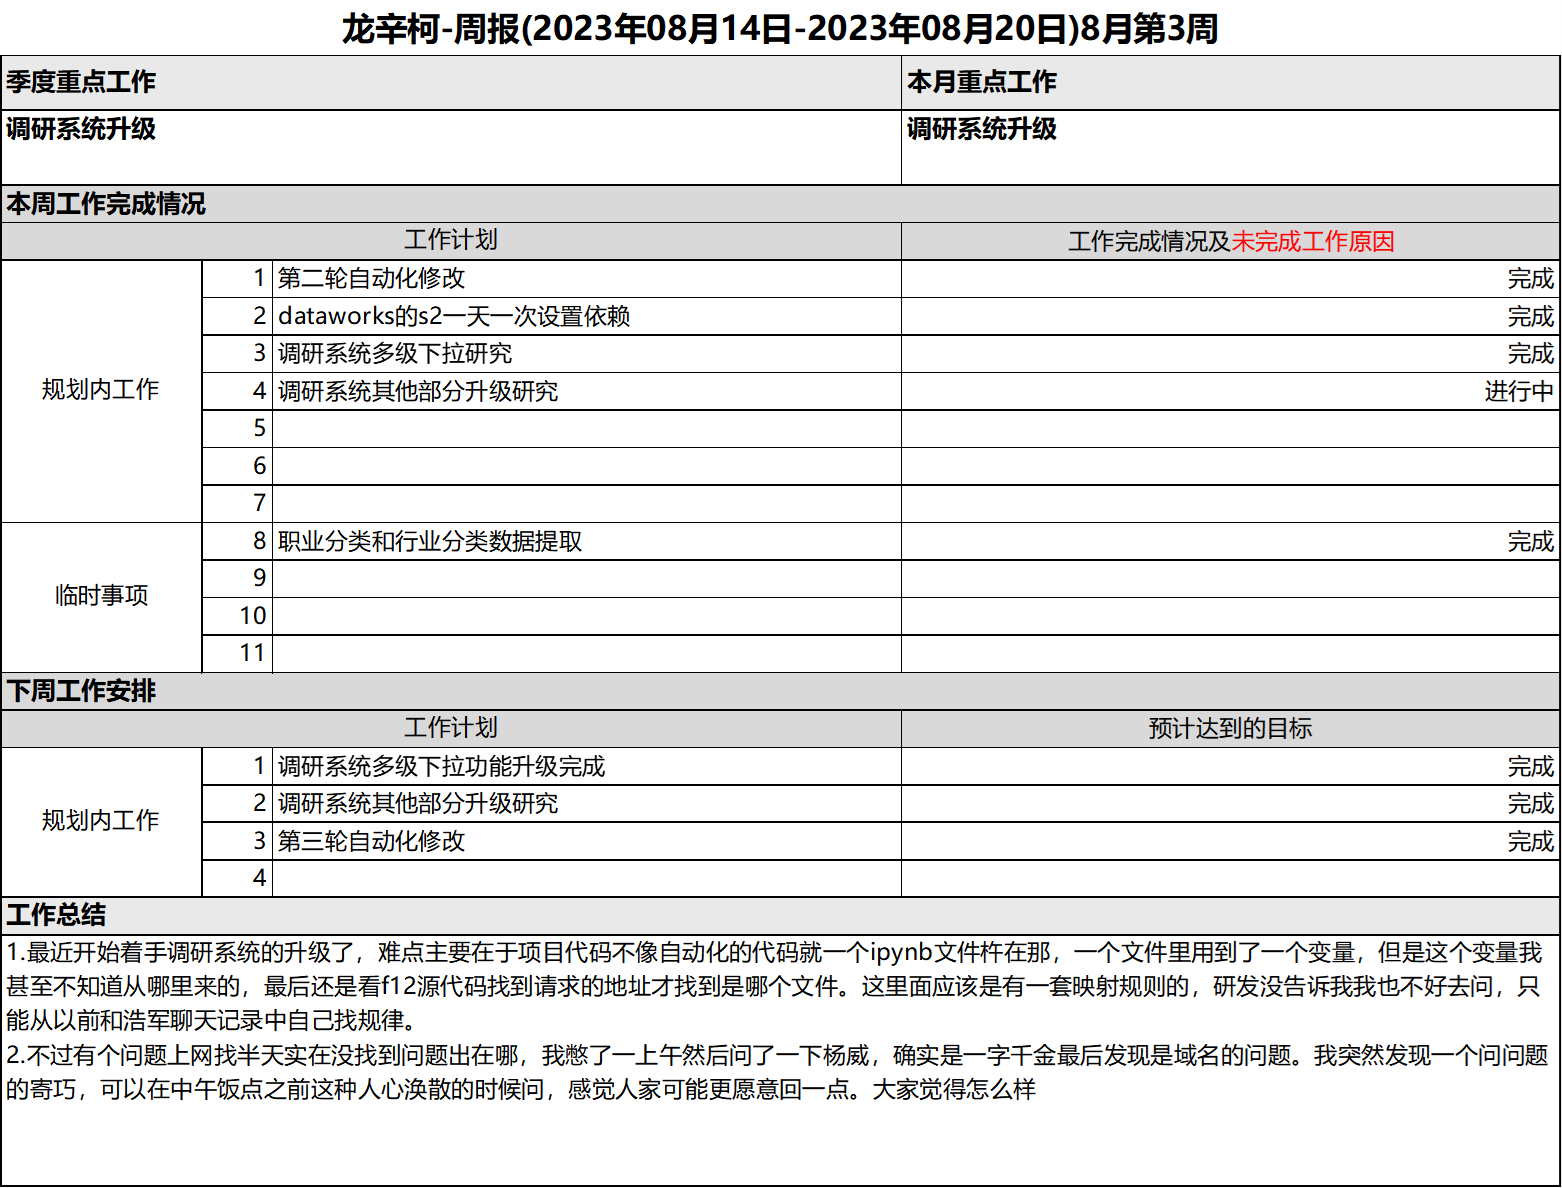 龙辛柯-周报(2023年08月14日-2023年08月20日)8月第3周
季度重点工作 本月重点工作
调研系统升级 调研系统升级
本周工作完成情况
工作计划 工作完成情况及未完成工作原因
规划内工作
1 第二轮自动化修改 完成
2 dataworks的s2一天一次设置依赖 完成
3 调研系统多级下拉研究 完成
4 调研系统其他部分升级研究 进行中
5
6
7
临时事项
8 职业分类和行业分类数据提取 完成
9
10
11
下周工作安排
工作计划 预计达到的目标
规划内工作
1 调研系统多级下拉功能升级完成 完成
2 调研系统其他部分升级研究 完成
3 第三轮自动化修改 完成
4
工作总结
1.最近开始着手调研系统的升级了，难点主要在于项目代码不像自动化的代码就一个ipynb文件杵在那，一个文件里用到了一个变量，但是这个变量我
甚至不知道从哪里来的，最后还是看f12源代码找到请求的地址才找到是哪个文件。这里面应该是有一套映射规则的，研发没告诉我我也不好去问，只
能从以前和浩军聊天记录中自己找规律。
2.不过有个问题上网找半天实在没找到问题出在哪，我憋了一上午然后问了一下杨威，确实是一字千金最后发现是域名的问题。我突然发现一个问问题
的寄巧，可以在中午饭点之前这种人心涣散的时候问，感觉人家可能更愿意回一点。大家觉得怎么样